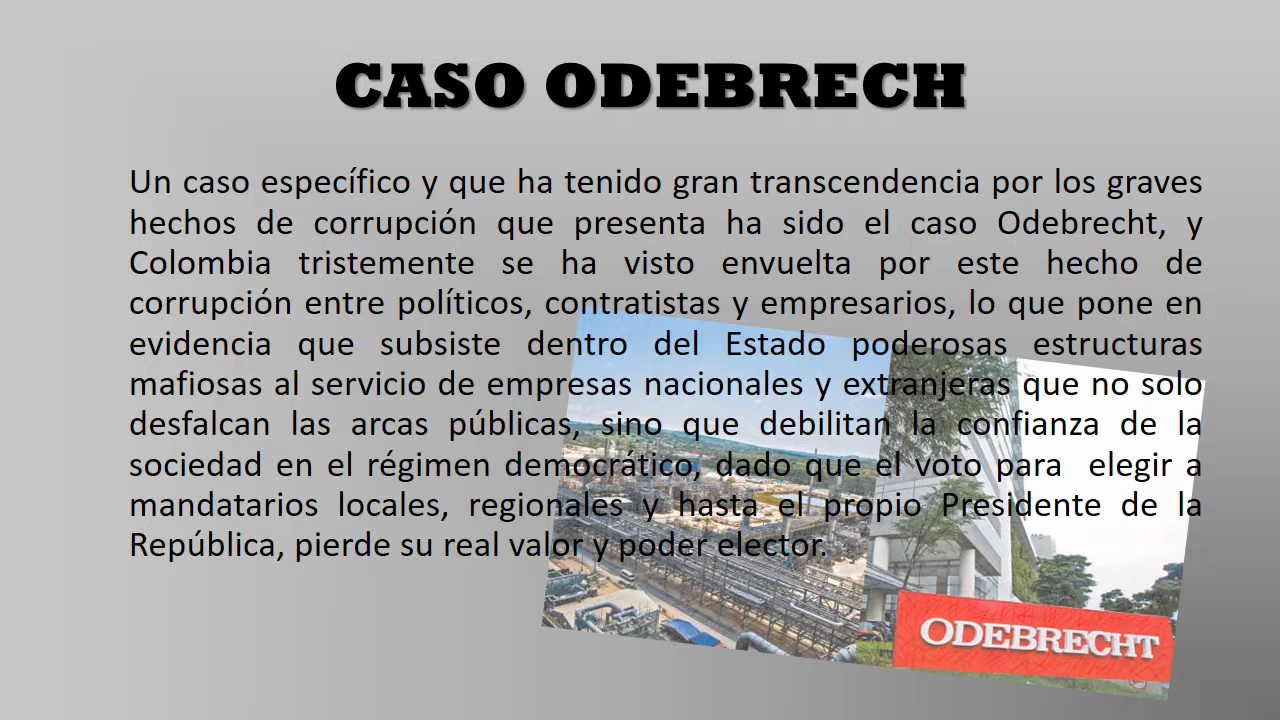 CASO ODEBRECH
Un caso específico y que ha tenido gran transcendencia por los graves
hechos de corrupción que presenta ha sido el caso Odebrecht, y
Colombia tristemente se ha visto envuelta por este hecho de
corrupción entre políticos, contratistas y empresarios, lo que pone en
evidencia que subsiste dentro del Estado poderosas estructuras
mafiosas al servicio de empresas nacionales y extranjeras que no solo
desfalcan las arcas públicas, sino que debilitan la confianza de la
sociedad en el régimen democrático, dado que el voto para elegir a
mandatarios locales, regionales y hasta el propio Presidente de la
República, pierde su real valor y poder elector.
ODEBRECHT